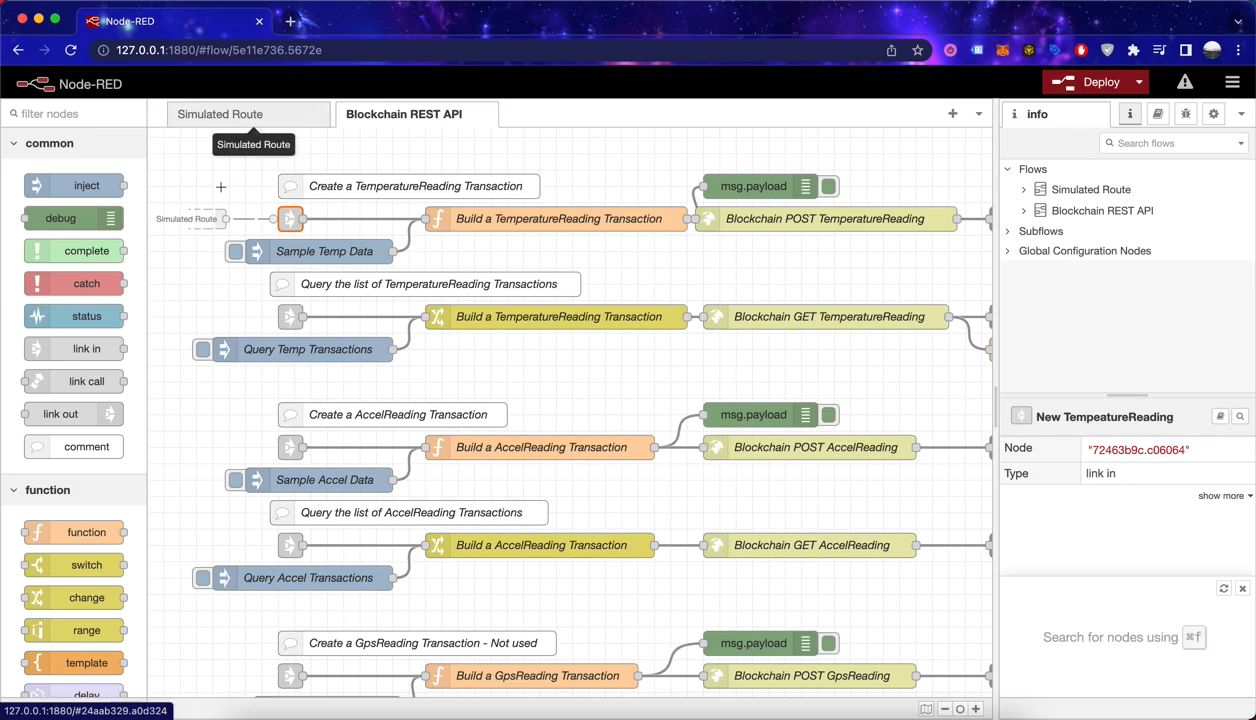 Node-RED
127.0.0.1:1880/#flow/5e11e736.5672e
Node-RED
Deploy
filter nodes
Simulated Route
Blockchain REST API
info
Simulated Route
Search flows
common
inject
debug
complete
catch
status
link in
link call
link out
comment
function
function
switch
change
range
template
delay
Create a TemperatureReading Transaction
msg.payload
Simulated Route
Build a TemperatureReading Transaction
Blockchain POST TemperatureReading
Sample Temp Data
Query the list of TemperatureReading Transactions
Build a TemperatureReading Transaction
Blockchain GET TemperatureReading
Query Temp Transactions
Create a AccelReading Transaction
msg.payload
Build a AccelReading Transaction
Blockchain POST AccelReading
Sample Accel Data
Query the list of AccelReading Transactions
Build a AccelReading Transaction
Blockchain GET AccelReading
Query Accel Transactions
Create a GpsReading Transaction - Not used
msg.payload
Build a GpsReading Transaction
Blockchain POST GpsReading
Flows
Simulated Route
Blockchain REST API
Subflows
Global Configuration Nodes
New TempeatureReading
Node
"72463b9c.c06064"
Type
link in
show more
Search for nodes using ⌘f
127.0.0.1:1880/#24aab329.a0d324